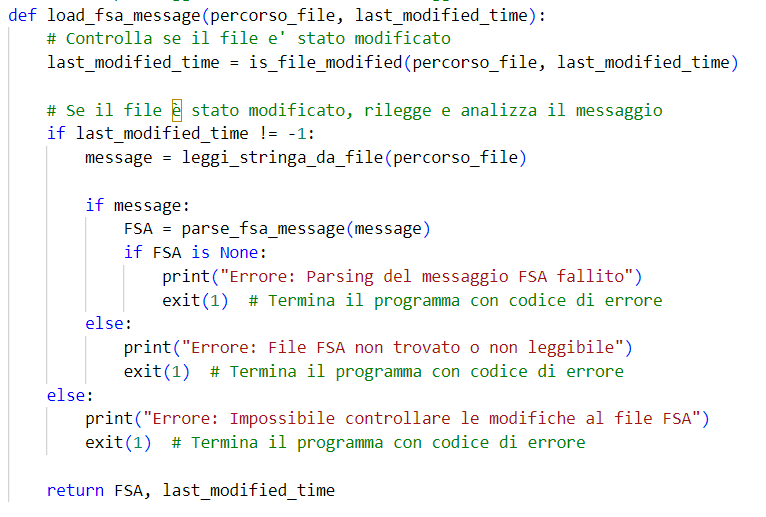 def load_fsa_message(percorso_file, last_modified_time):
    # Controlla se il file e' stato modificato
    last_modified_time = is_file_modified(percorso_file, last_modified_time)

    # Se il file è stato modificato, rilegge e analizza il messaggio
    if last_modified_time != -1:
        message = leggi_stringa_da_file(percorso_file)

        if message:
            FSA = parse_fsa_message(message)
            if FSA is None:
                print("Errore: Parsing del messaggio FSA fallito")
                exit(1)  # Termina il programma con codice di errore
        else:
            print("Errore: File FSA non trovato o non leggibile")
            exit(1)  # Termina il programma con codice di errore
    else:
        print("Errore: Impossibile controllare le modifiche al file FSA")
        exit(1)  # Termina il programma con codice di errore

    return FSA, last_modified_time